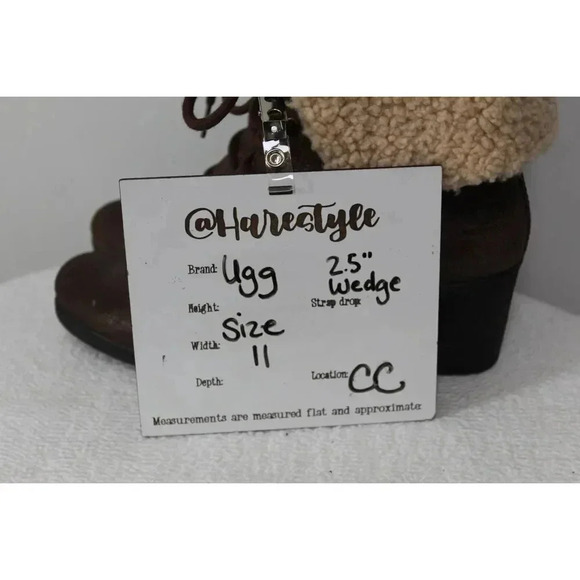 @Harestyle
Brand: Ugg 2.5"
Wedge
Height: Strap drop:
Size
Width: 11
Depth: Location: CC
Measurements are measured flat and approximate